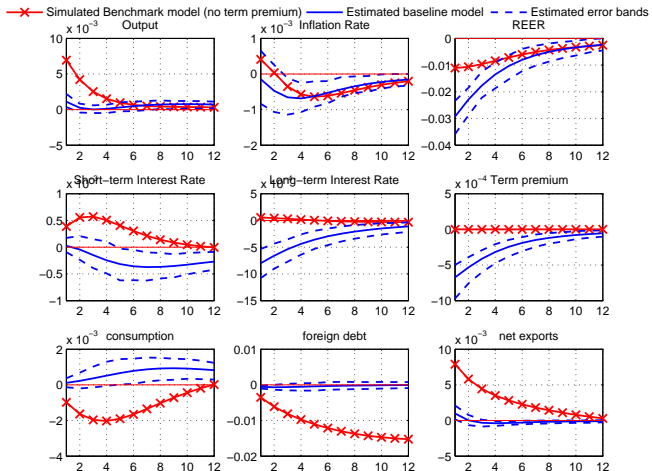 Simulated Benchmark model (no term premium) Estimated baseline model Estimated error bands
Output Inflation Rate REER
x 10⁻³ x 10⁻³
10 1 0
5 0 -0.01
0 -1 -0.02
-0.03
-5 -2 -0.04
2 4 6 8 10 12 2 4 6 8 10 12 2 4 6 8 10 12
Short-term Interest Rate Long-term Interest Rate Term premium
x 10 x 10 x 10⁻⁴
1 5 5
0.5 0 0
0 -5 -5
-0.5 -10 -10
-1 -15
2 4 6 8 10 12 2 4 6 8 10 12 2 4 6 8 10 12
consumption foreign debt net exports
x 10⁻³ x 10⁻³
2 0.01 10
0 0 5
-2 -0.01 0
-4 -0.02 -5
2 4 6 8 10 12 2 4 6 8 10 12 2 4 6 8 10 12